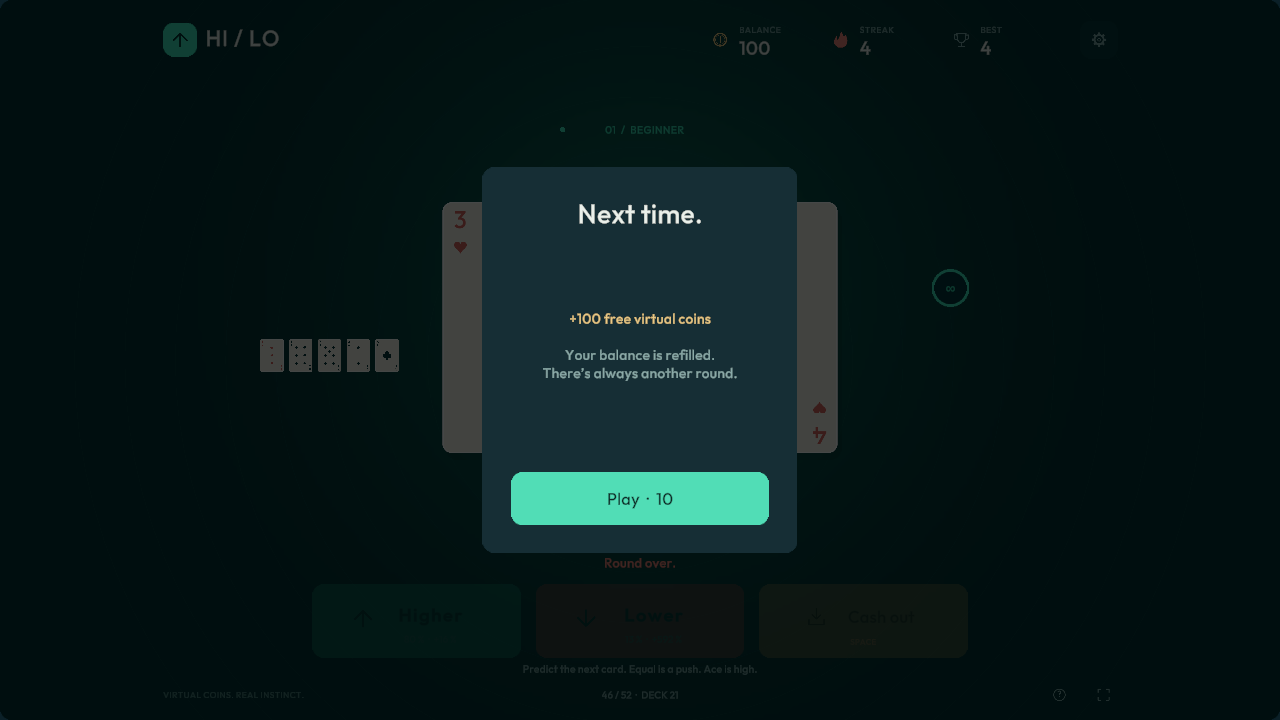 HI / LO
BALANCE
100
STREAK
4
BEST
4
01 / BEGINNER
3
Next time.
+100 free virtual coins
Your balance is refilled.
There's always another round.
∞
4
Play · 10
Round over.
Higher
Lower
Cash out
Predict the next card. Equal is a push. Ace is high.
VIRTUAL COINS. REAL INSTINCT.
46 / 52 · DECK 21